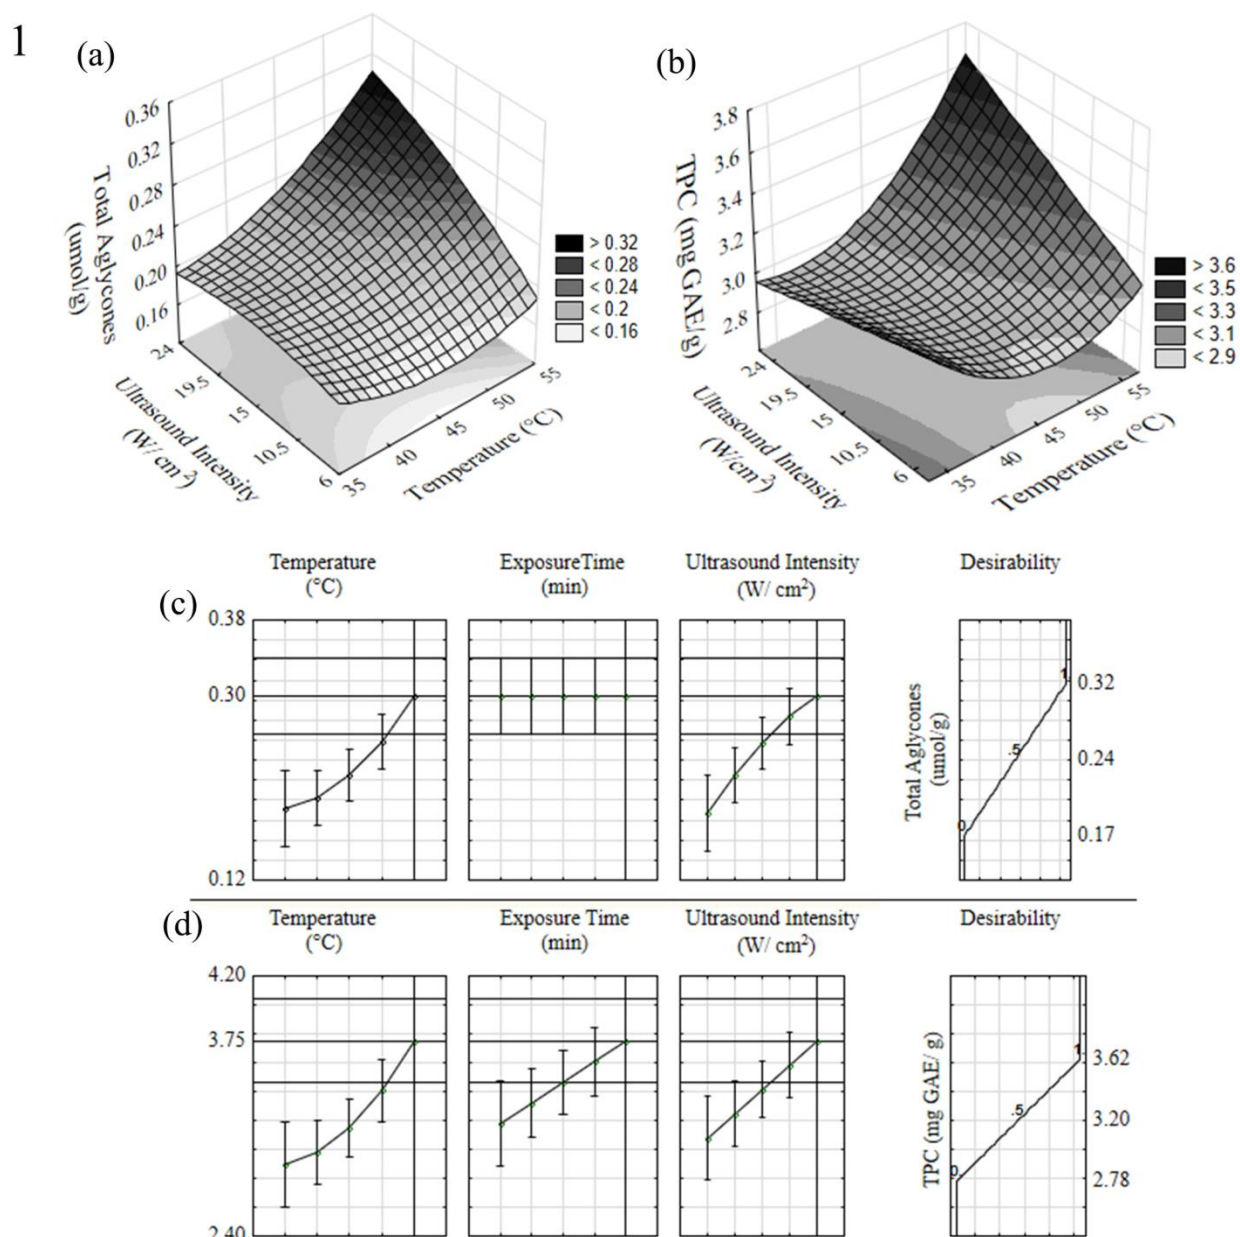 1
(a)
0.36
0.32
0.28
0.24
0.20
0.16
Total Aglycones
(umol/g)
24
19.5
15
10.5
6
Ultrasound Intensity
(W/ cm²)
35
40
45
50
55
Temperature (°C)
> 0.32
< 0.28
< 0.24
< 0.2
< 0.16
(b)
3.8
3.6
3.4
3.2
3.0
2.8
TPC (mg GAE/g)
24
19.5
15
10.5
6
Ultrasound Intensity
(W/cm²)
35
40
45
50
55
Temperature (°C)
> 3.6
< 3.5
< 3.3
< 3.1
< 2.9
(c)
Temperature
(°C)
ExposureTime
(min)
Ultrasound Intensity
(W/ cm²)
Desirability
0.38
0.30
0.12
1
.5
0
Total Aglycones
(umol/g)
0.32
0.24
0.17
(d)
Temperature
(°C)
Exposure Time
(min)
Ultrasound Intensity
(W/ cm²)
Desirability
4.20
3.75
2.40
1
.5
0.
TPC (mg GAE/ g)
3.62
3.20
2.78